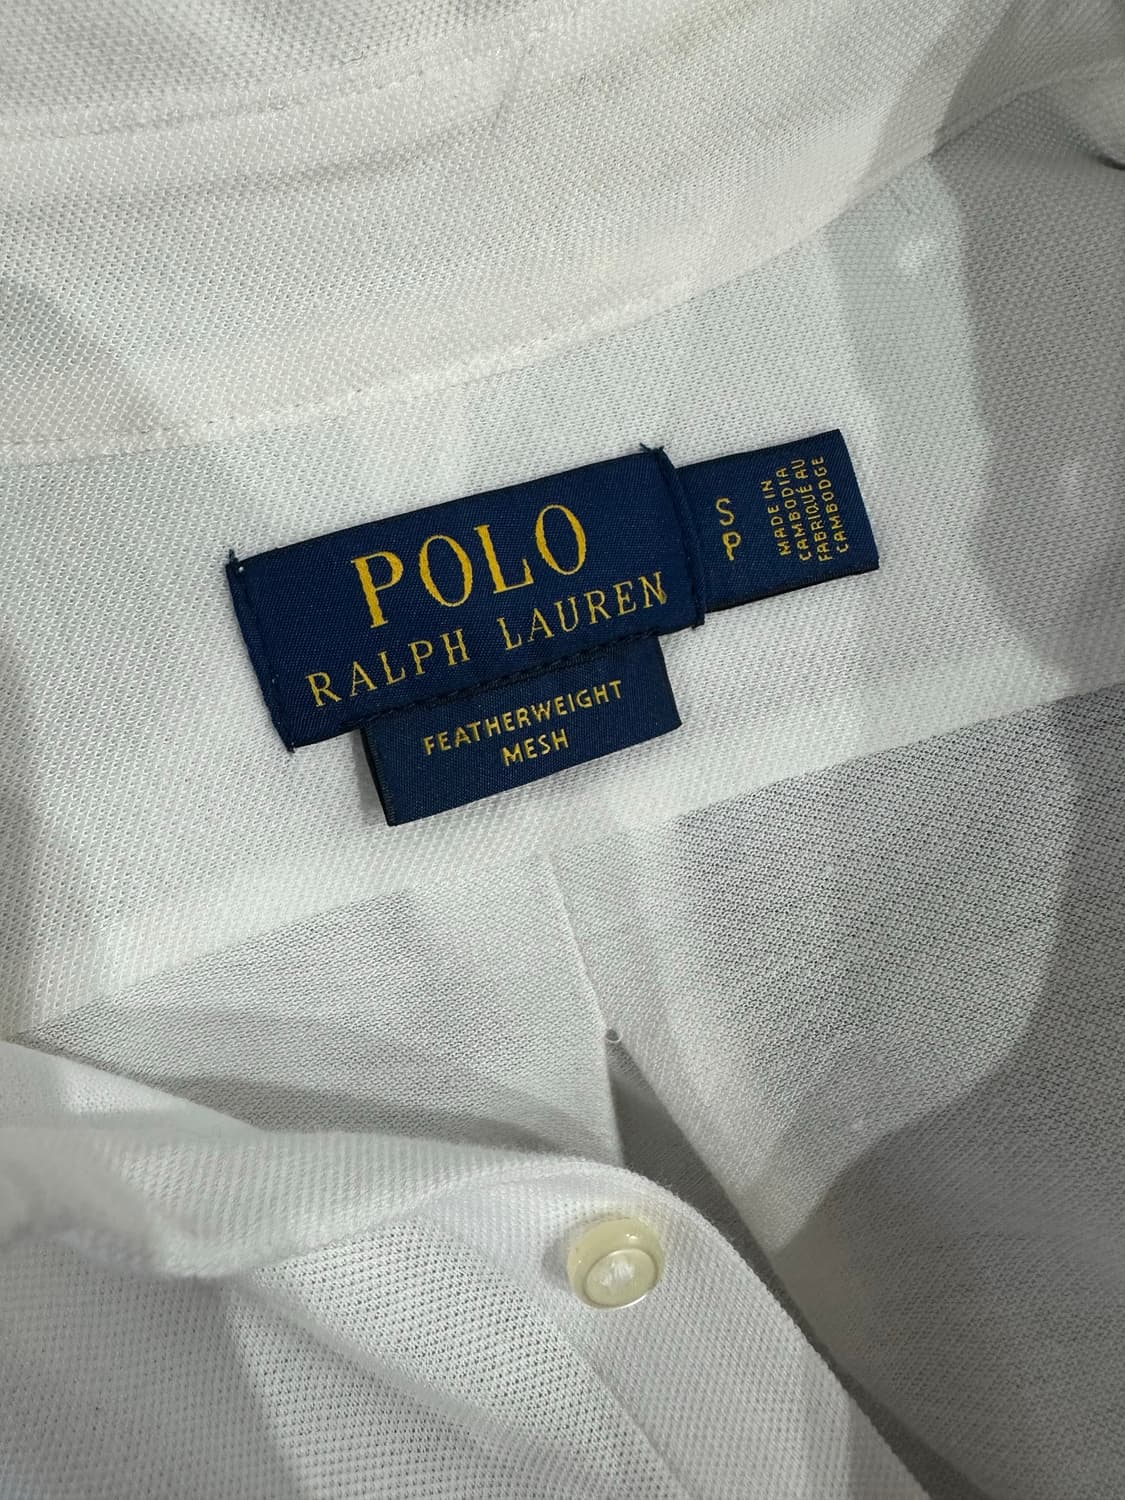 POLO
RALPH LAUREN
FEATHERWEIGHT
MESH
S
P
MADE IN
CAMBODIA
FABRIQUÉ AU
CAMBODGE